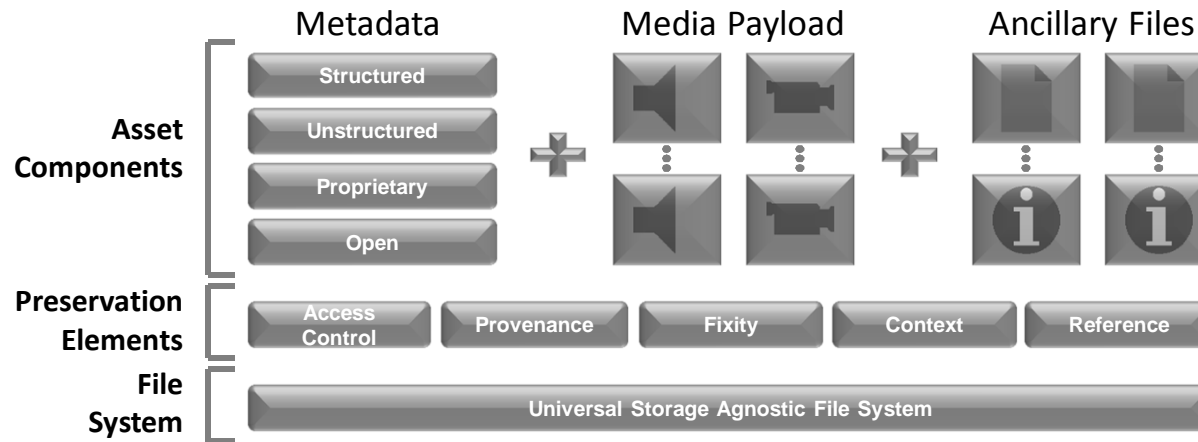 Metadata
Media Payload
Ancillary Files
Asset
Components
Structured
Unstructured
Proprietary
Open
Preservation
Elements
Access
Control
Provenance
Fixity
Context
Reference
File
System
Universal Storage Agnostic File System